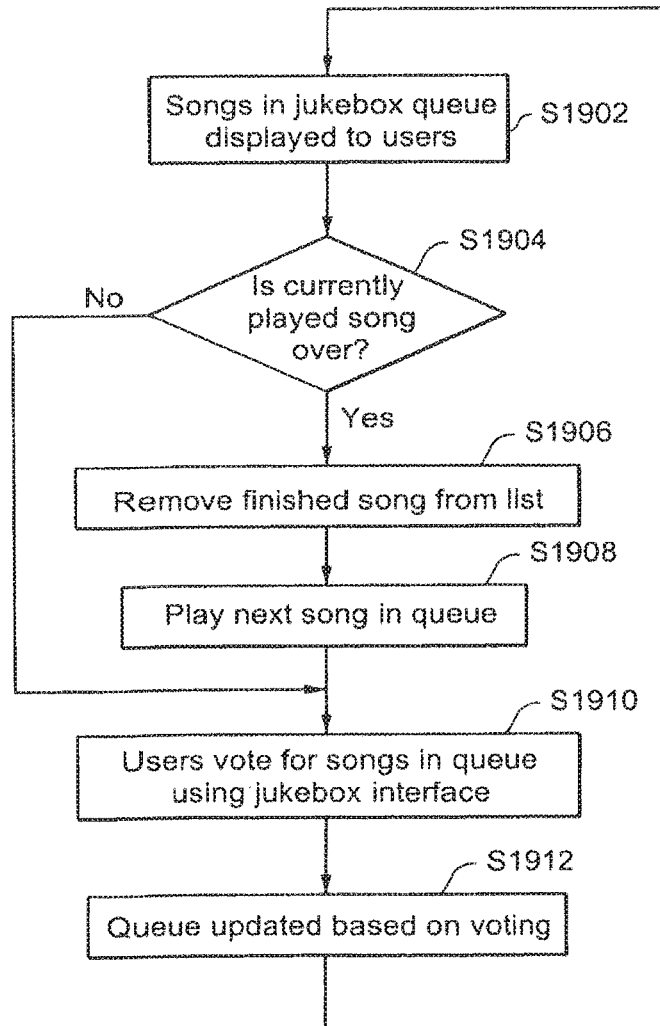 Songs in jukebox queue
displayed to users
S1902
S1904
Is currently
played song
over?
No
Yes
S1906
Remove finished song from list
S1908
Play next song in queue
S1910
Users vote for songs in queue
using jukebox interface
S1912
Queue updated based on voting